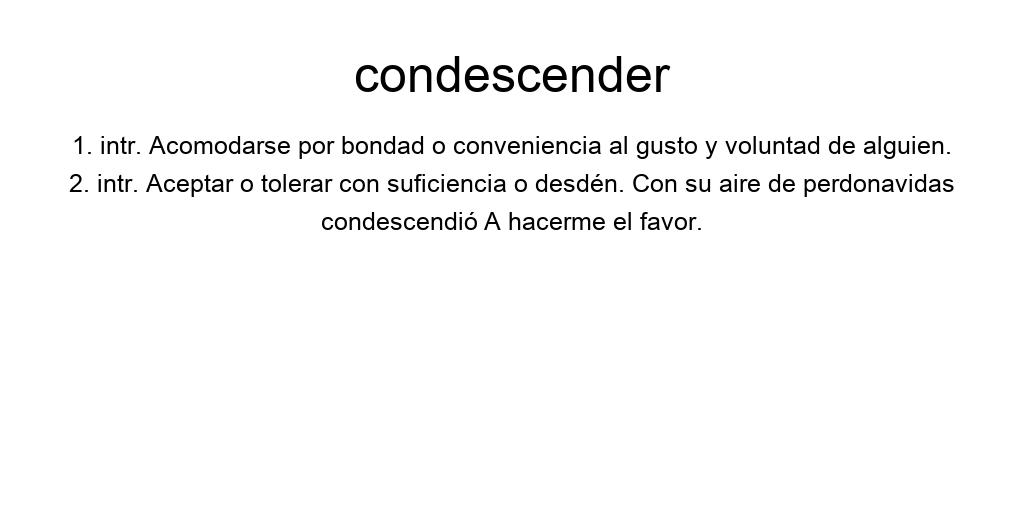 condescender
1. intr. Acomodarse por bondad o conveniencia al gusto y voluntad de alguien.
2. intr. Aceptar o tolerar con suficiencia o desdén. Con su aire de perdonavidas
condescendió A hacerme el favor.